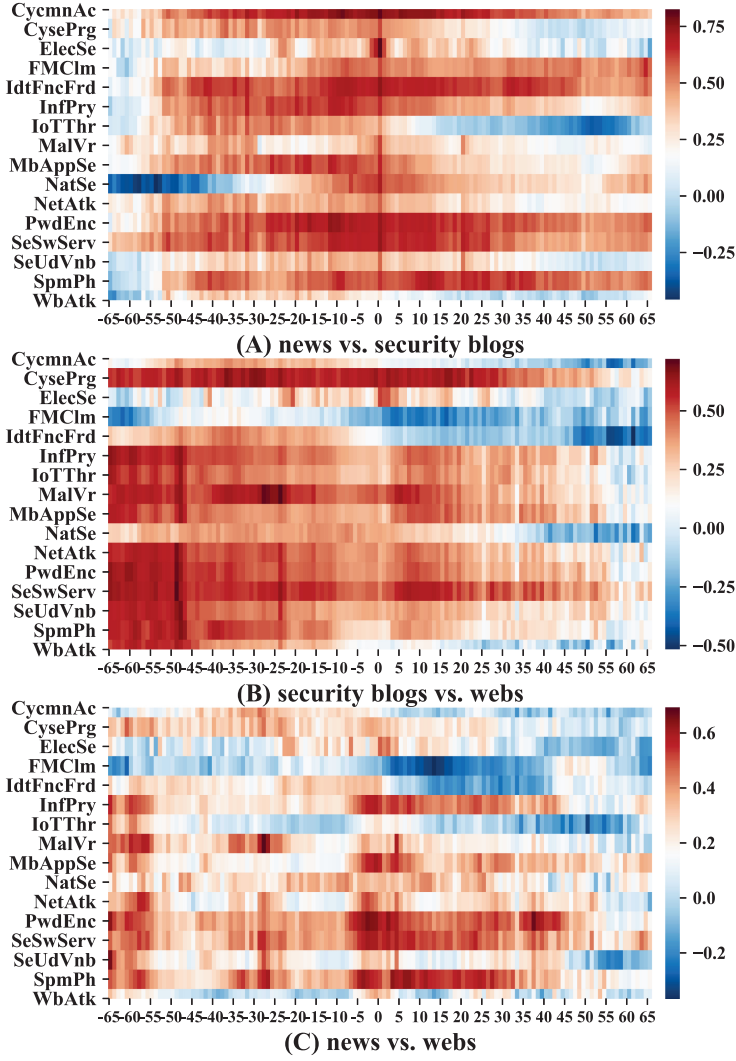 CycmnAc
CysePrg
ElecSe
FMClm
IdtFncFrd
InfPry
IoTThr
MalVr
MbAppSe
NatSe
NetAtk
PwdEnc
SeSwServ
SeUdVnb
SpmPh
WbAtk
0.75
0.50
0.25
0.00
−0.25
-65-60-55-50-45-40-35-30-25-20-15-10 -5 0 5 10 15 20 25 30 35 40 45 50 55 60 65
(A) news vs. security blogs
CycmnAc
CysePrg
ElecSe
FMClm
IdtFncFrd
InfPry
IoTThr
MalVr
MbAppSe
NatSe
NetAtk
PwdEnc
SeSwServ
SeUdVnb
SpmPh
WbAtk
0.50
0.25
0.00
−0.25
−0.50
-65-60-55-50-45-40-35-30-25-20-15-10 -5 0 5 10 15 20 25 30 35 40 45 50 55 60 65
(B) security blogs vs. webs
CycmnAc
CysePrg
ElecSe
FMClm
IdtFncFrd
InfPry
IoTThr
MalVr
MbAppSe
NatSe
NetAtk
PwdEnc
SeSwServ
SeUdVnb
SpmPh
WbAtk
0.6
0.4
0.2
0.0
−0.2
-65-60-55-50-45-40-35-30-25-20-15-10 -5 0 5 10 15 20 25 30 35 40 45 50 55 60 65
(C) news vs. webs